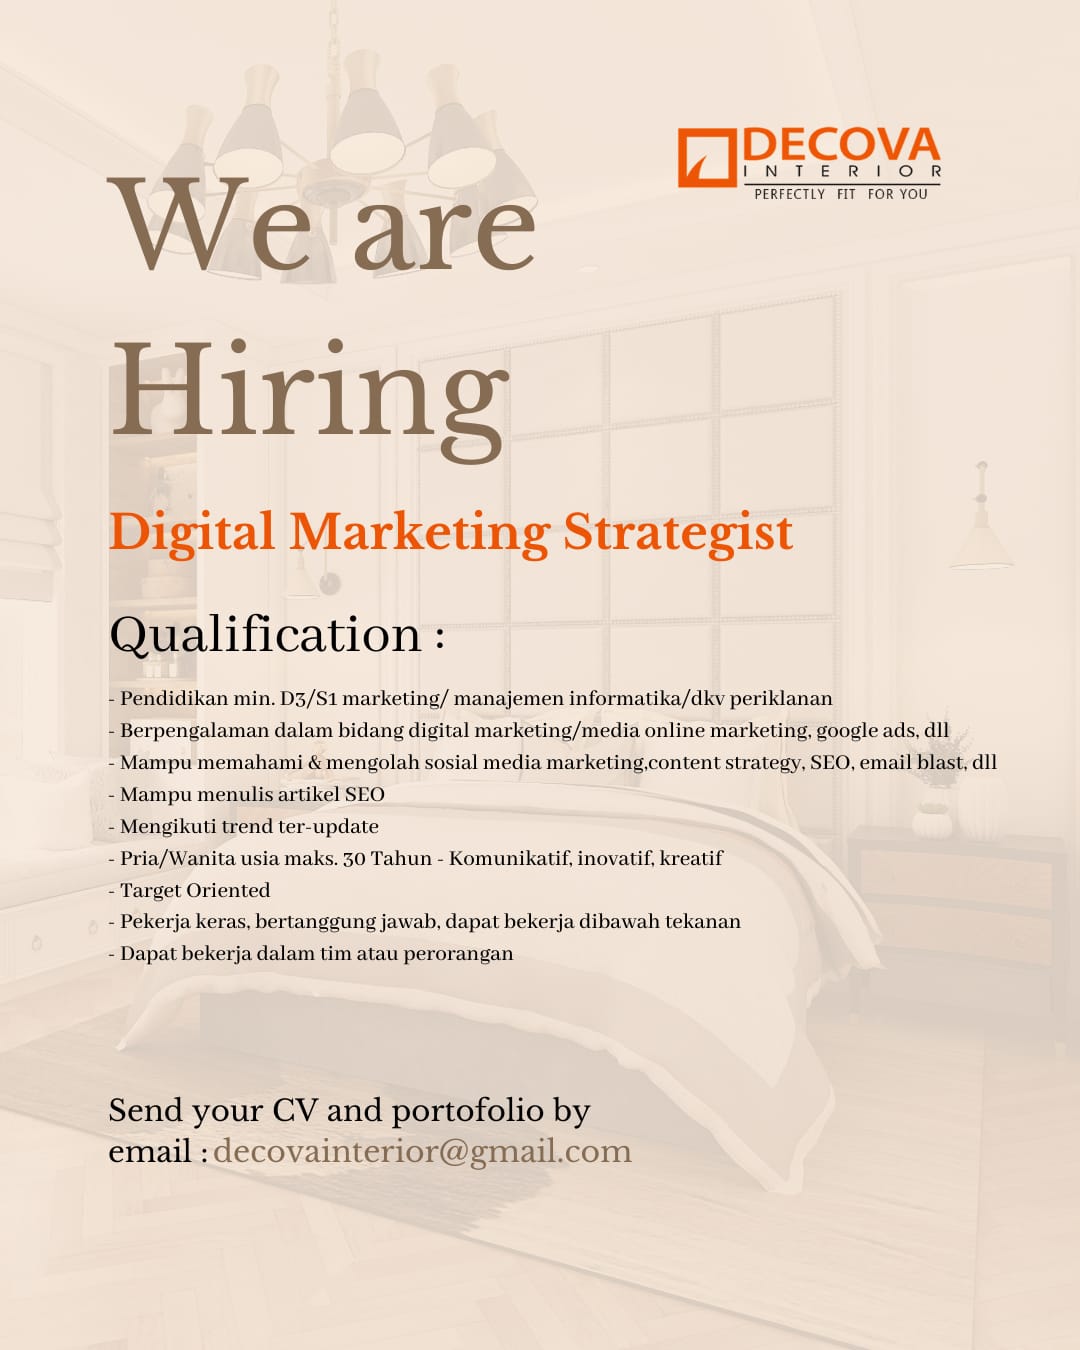 DECOVA
INTERIOR
PERFECTLY FIT FOR YOU
We are
Hiring
Digital Marketing Strategist
Qualification :
- Pendidikan min. D3/S1 marketing/ manajemen informatika/dkv periklanan
- Berpengalaman dalam bidang digital marketing/media online marketing, google ads, dll
- Mampu memahami & mengolah sosial media marketing,content strategy, SEO, email blast, dll
- Mampu menulis artikel SEO
- Mengikuti trend ter-update
- Pria/Wanita usia maks. 30 Tahun - Komunikatif, inovatif, kreatif
- Target Oriented
- Pekerja keras, bertanggung jawab, dapat bekerja dibawah tekanan
- Dapat bekerja dalam tim atau perorangan
Send your CV and portofolio by
email : decovainterior@gmail.com